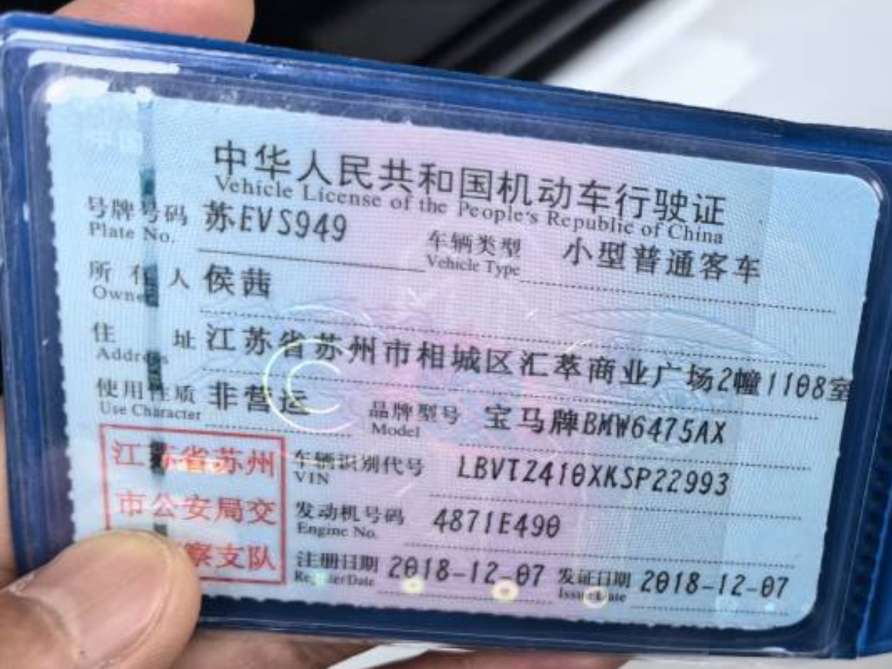 中华人民共和国机动车行驶证
Vehicle License of the People's Republic of China
号牌号码 苏EVS949 车辆类型 小型普通客车
Plate No. Vehicle Type
所有人 侯茜
Owner
住址 江苏省苏州市相城区汇萃商业广场2幢1108室
Address
使用性质 非营运 品牌型号 宝马牌BMW6475AX
Use Character Model
江苏省苏州 车辆识别代号 LBVTZ410XKSP22993
VIN
市公安局交 发动机号码 4871E490
Engine No.
察支队 注册日期 2018-12-07 发证日期 2018-12-07
Register Date Issue Date